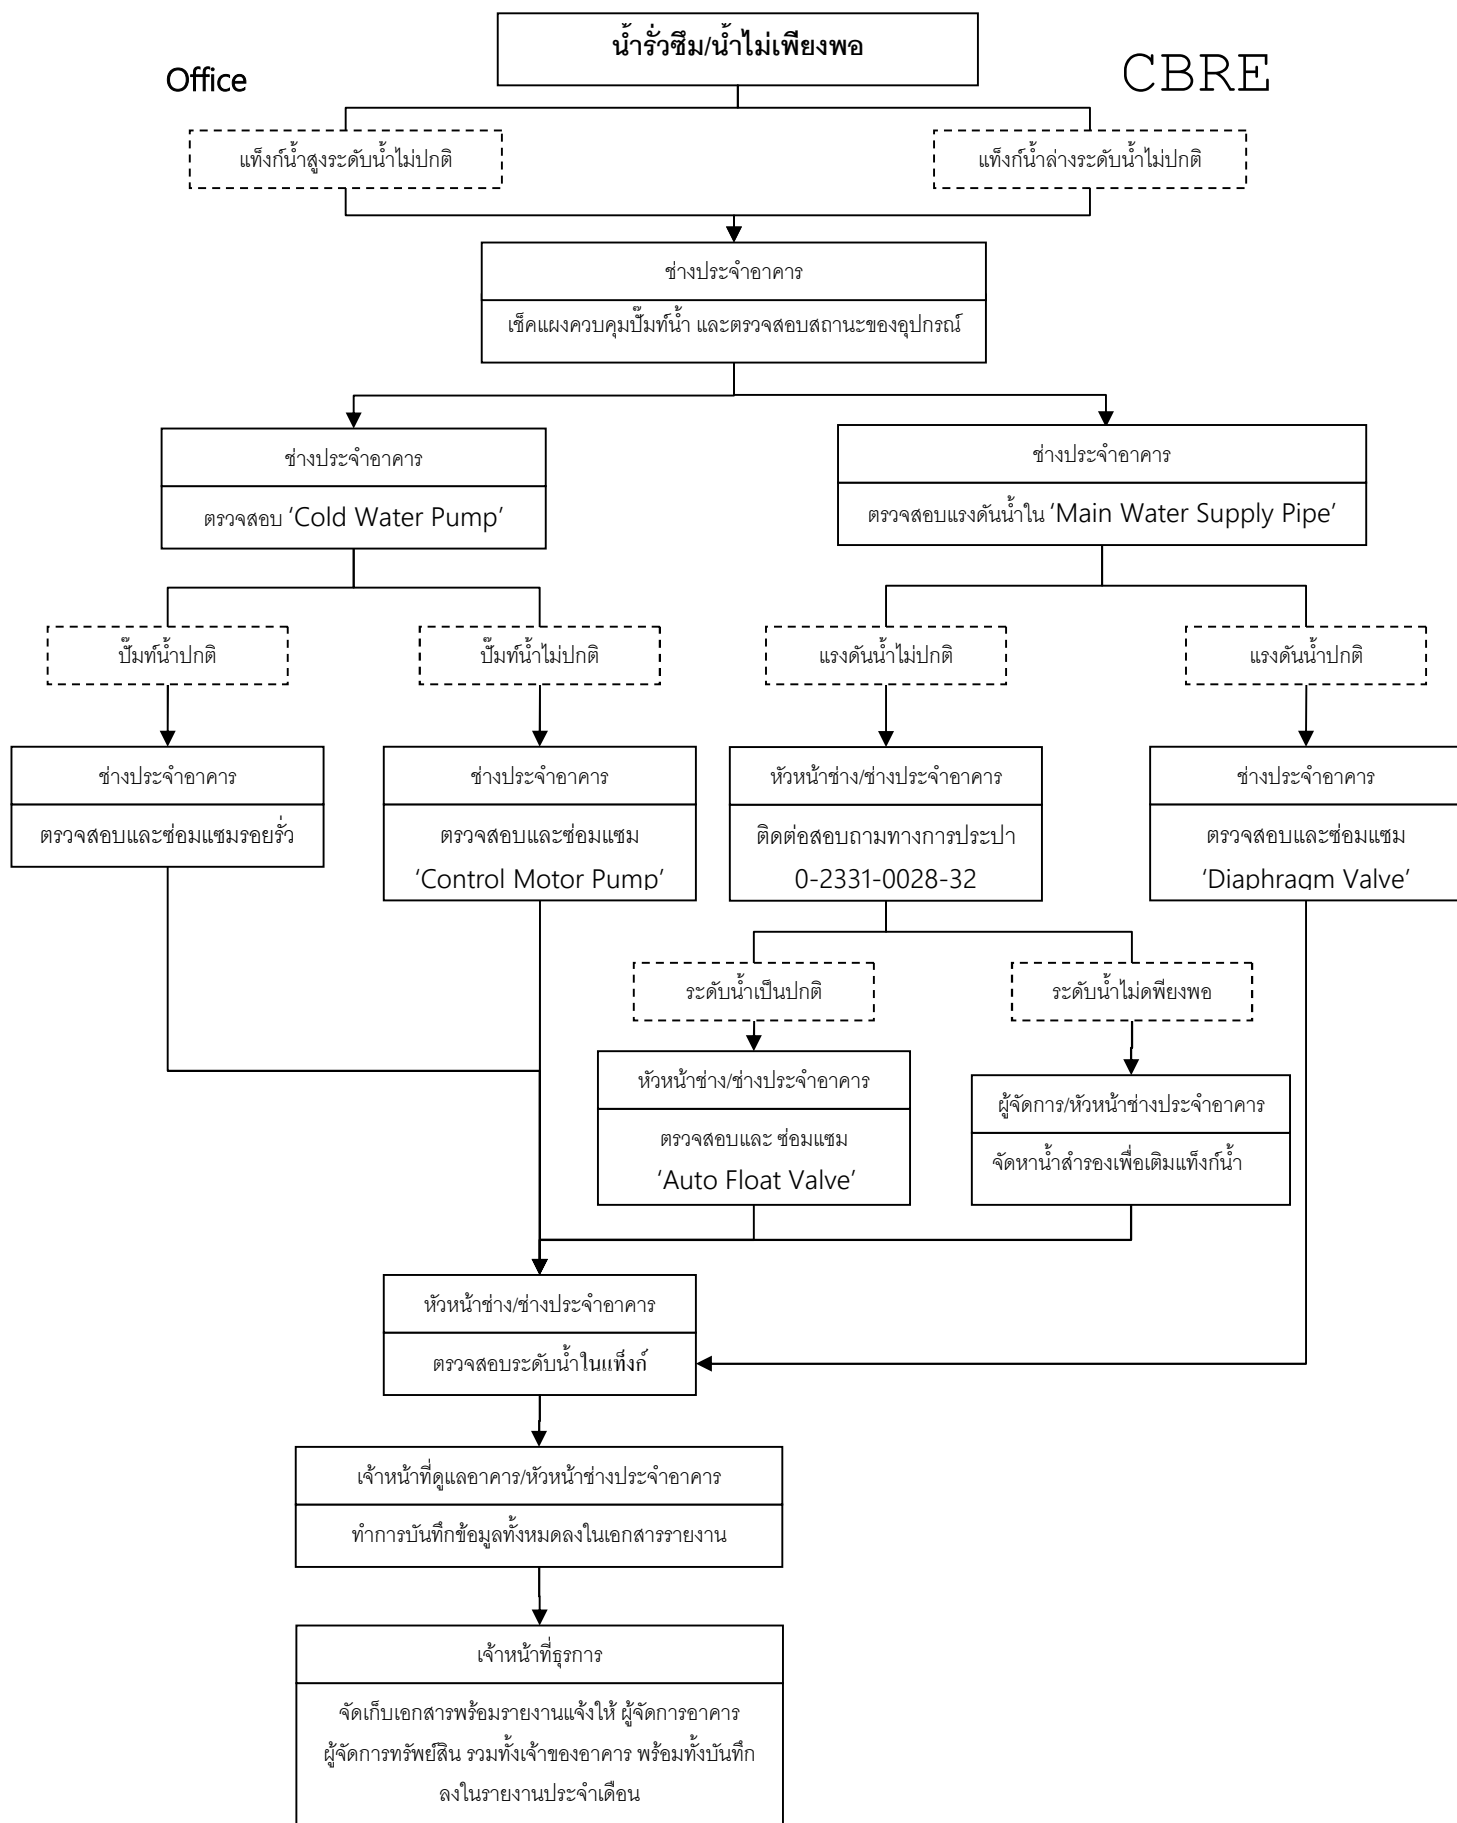 น้ำรั่วซึม/น้ำไม่เพียงพอ
Office
CBRE
แท็งก์น้ำสูงระดับน้ำไม่ปกติ
แท็งก์น้ำล่างระดับน้ำไม่ปกติ
ช่างประจำอาคาร
เช็คแผงควบคุมปั๊มท์น้ำ และตรวจสอบสถานะของอุปกรณ์
ช่างประจำอาคาร
ตรวจสอบ ‘Cold Water Pump’
ช่างประจำอาคาร
ตรวจสอบแรงดันน้ำใน ‘Main Water Supply Pipe’
ปั๊มท์น้ำปกติ
ปั๊มท์น้ำไม่ปกติ
แรงดันน้ำไม่ปกติ
แรงดันน้ำปกติ
ช่างประจำอาคาร
ตรวจสอบและซ่อมแซมรอยรั่ว
ช่างประจำอาคาร
ตรวจสอบและซ่อมแซม
‘Control Motor Pump’
หัวหน้าช่าง/ช่างประจำอาคาร
ติดต่อสอบถามทางการประปา
0-2331-0028-32
ช่างประจำอาคาร
ตรวจสอบและซ่อมแซม
‘Diaphragm Valve’
ระดับน้ำเป็นปกติ
ระดับน้ำไม่ดพียงพอ
หัวหน้าช่าง/ช่างประจำอาคาร
ตรวจสอบและ ซ่อมแซม
‘Auto Float Valve’
ผู้จัดการ/หัวหน้าช่างประจำอาคาร
จัดหาน้ำสำรองเพื่อเติมแท็งก์น้ำ
หัวหน้าช่าง/ช่างประจำอาคาร
ตรวจสอบระดับน้ำในแท็งก์
เจ้าหน้าที่ดูแลอาคาร/หัวหน้าช่างประจำอาคาร
ทำการบันทึกข้อมูลทั้งหมดลงในเอกสารรายงาน
เจ้าหน้าที่ธุรการ
จัดเก็บเอกสารพร้อมรายงานแจ้งให้ ผู้จัดการอาคาร
ผู้จัดการทรัพย์สิน รวมทั้งเจ้าของอาคาร พร้อมทั้งบันทึก
ลงในรายงานประจำเดือน